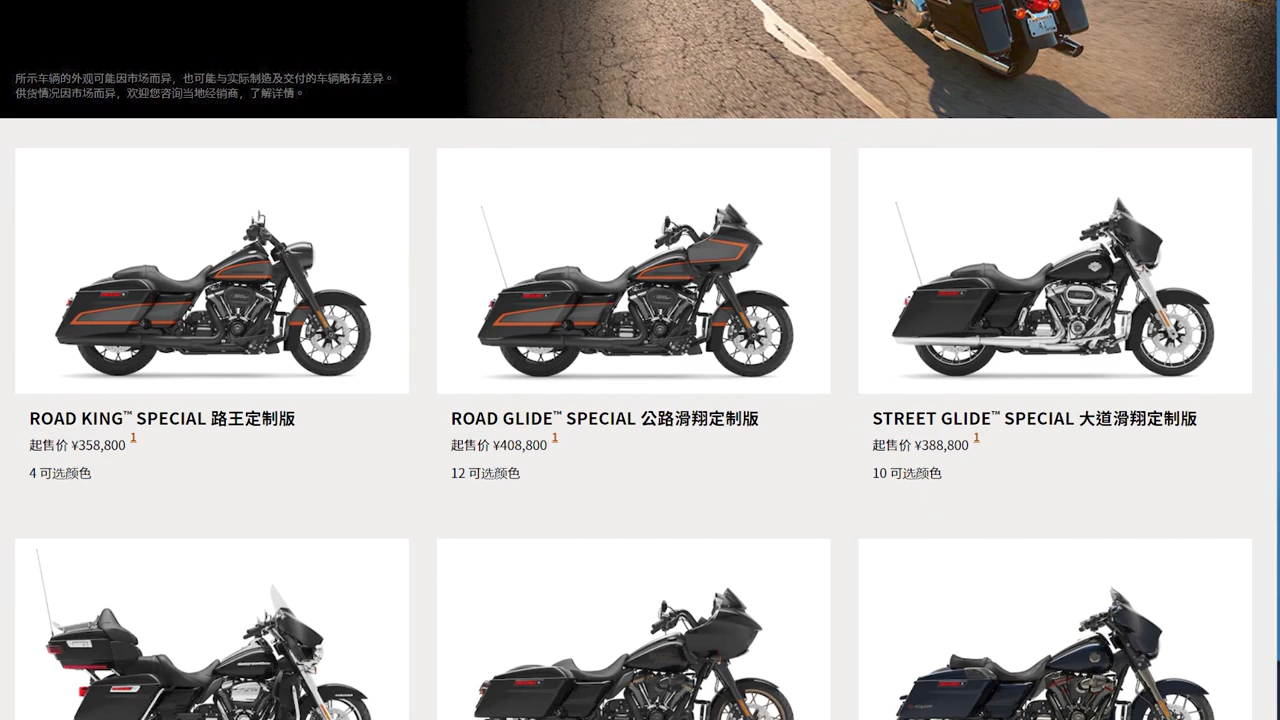 所示车辆的外观可能因市场而异，也可能与实际制造及交付的车辆略有差异。
供货情况因市场而异，欢迎您咨询当地经销商，了解详情。
ROAD KING™ SPECIAL 路王定制版
起售价 ¥358,800 1
4 可选颜色
ROAD GLIDE™ SPECIAL 公路滑翔定制版
起售价 ¥408,800 1
12 可选颜色
STREET GLIDE™ SPECIAL 大道滑翔定制版
起售价 ¥388,800 1
10 可选颜色